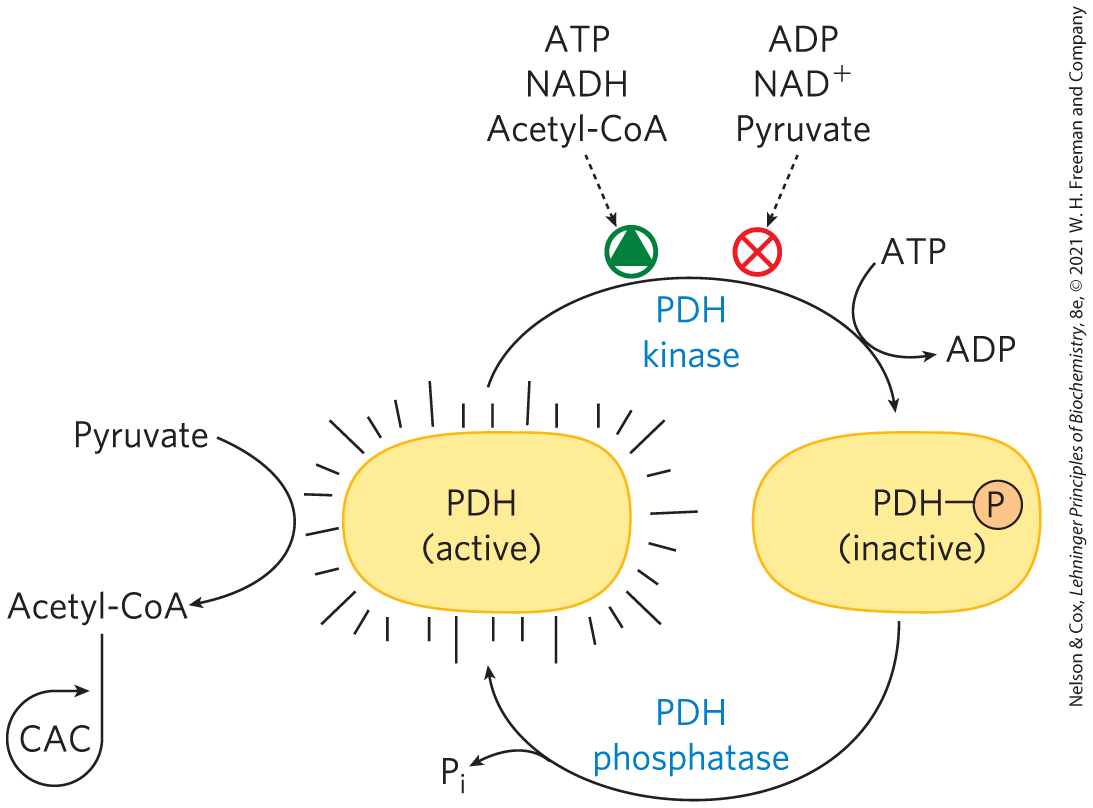 ATP
NADH
Acetyl-CoA
ADP
NAD⁺
Pyruvate
ATP
PDH
kinase
ADP
Pyruvate
PDH
(active)
PDH—P
(inactive)
Acetyl-CoA
CAC
PDH
phosphatase
Pᵢ
Nelson & Cox, Lehninger Principles of Biochemistry, 8e, © 2021 W. H. Freeman and Company